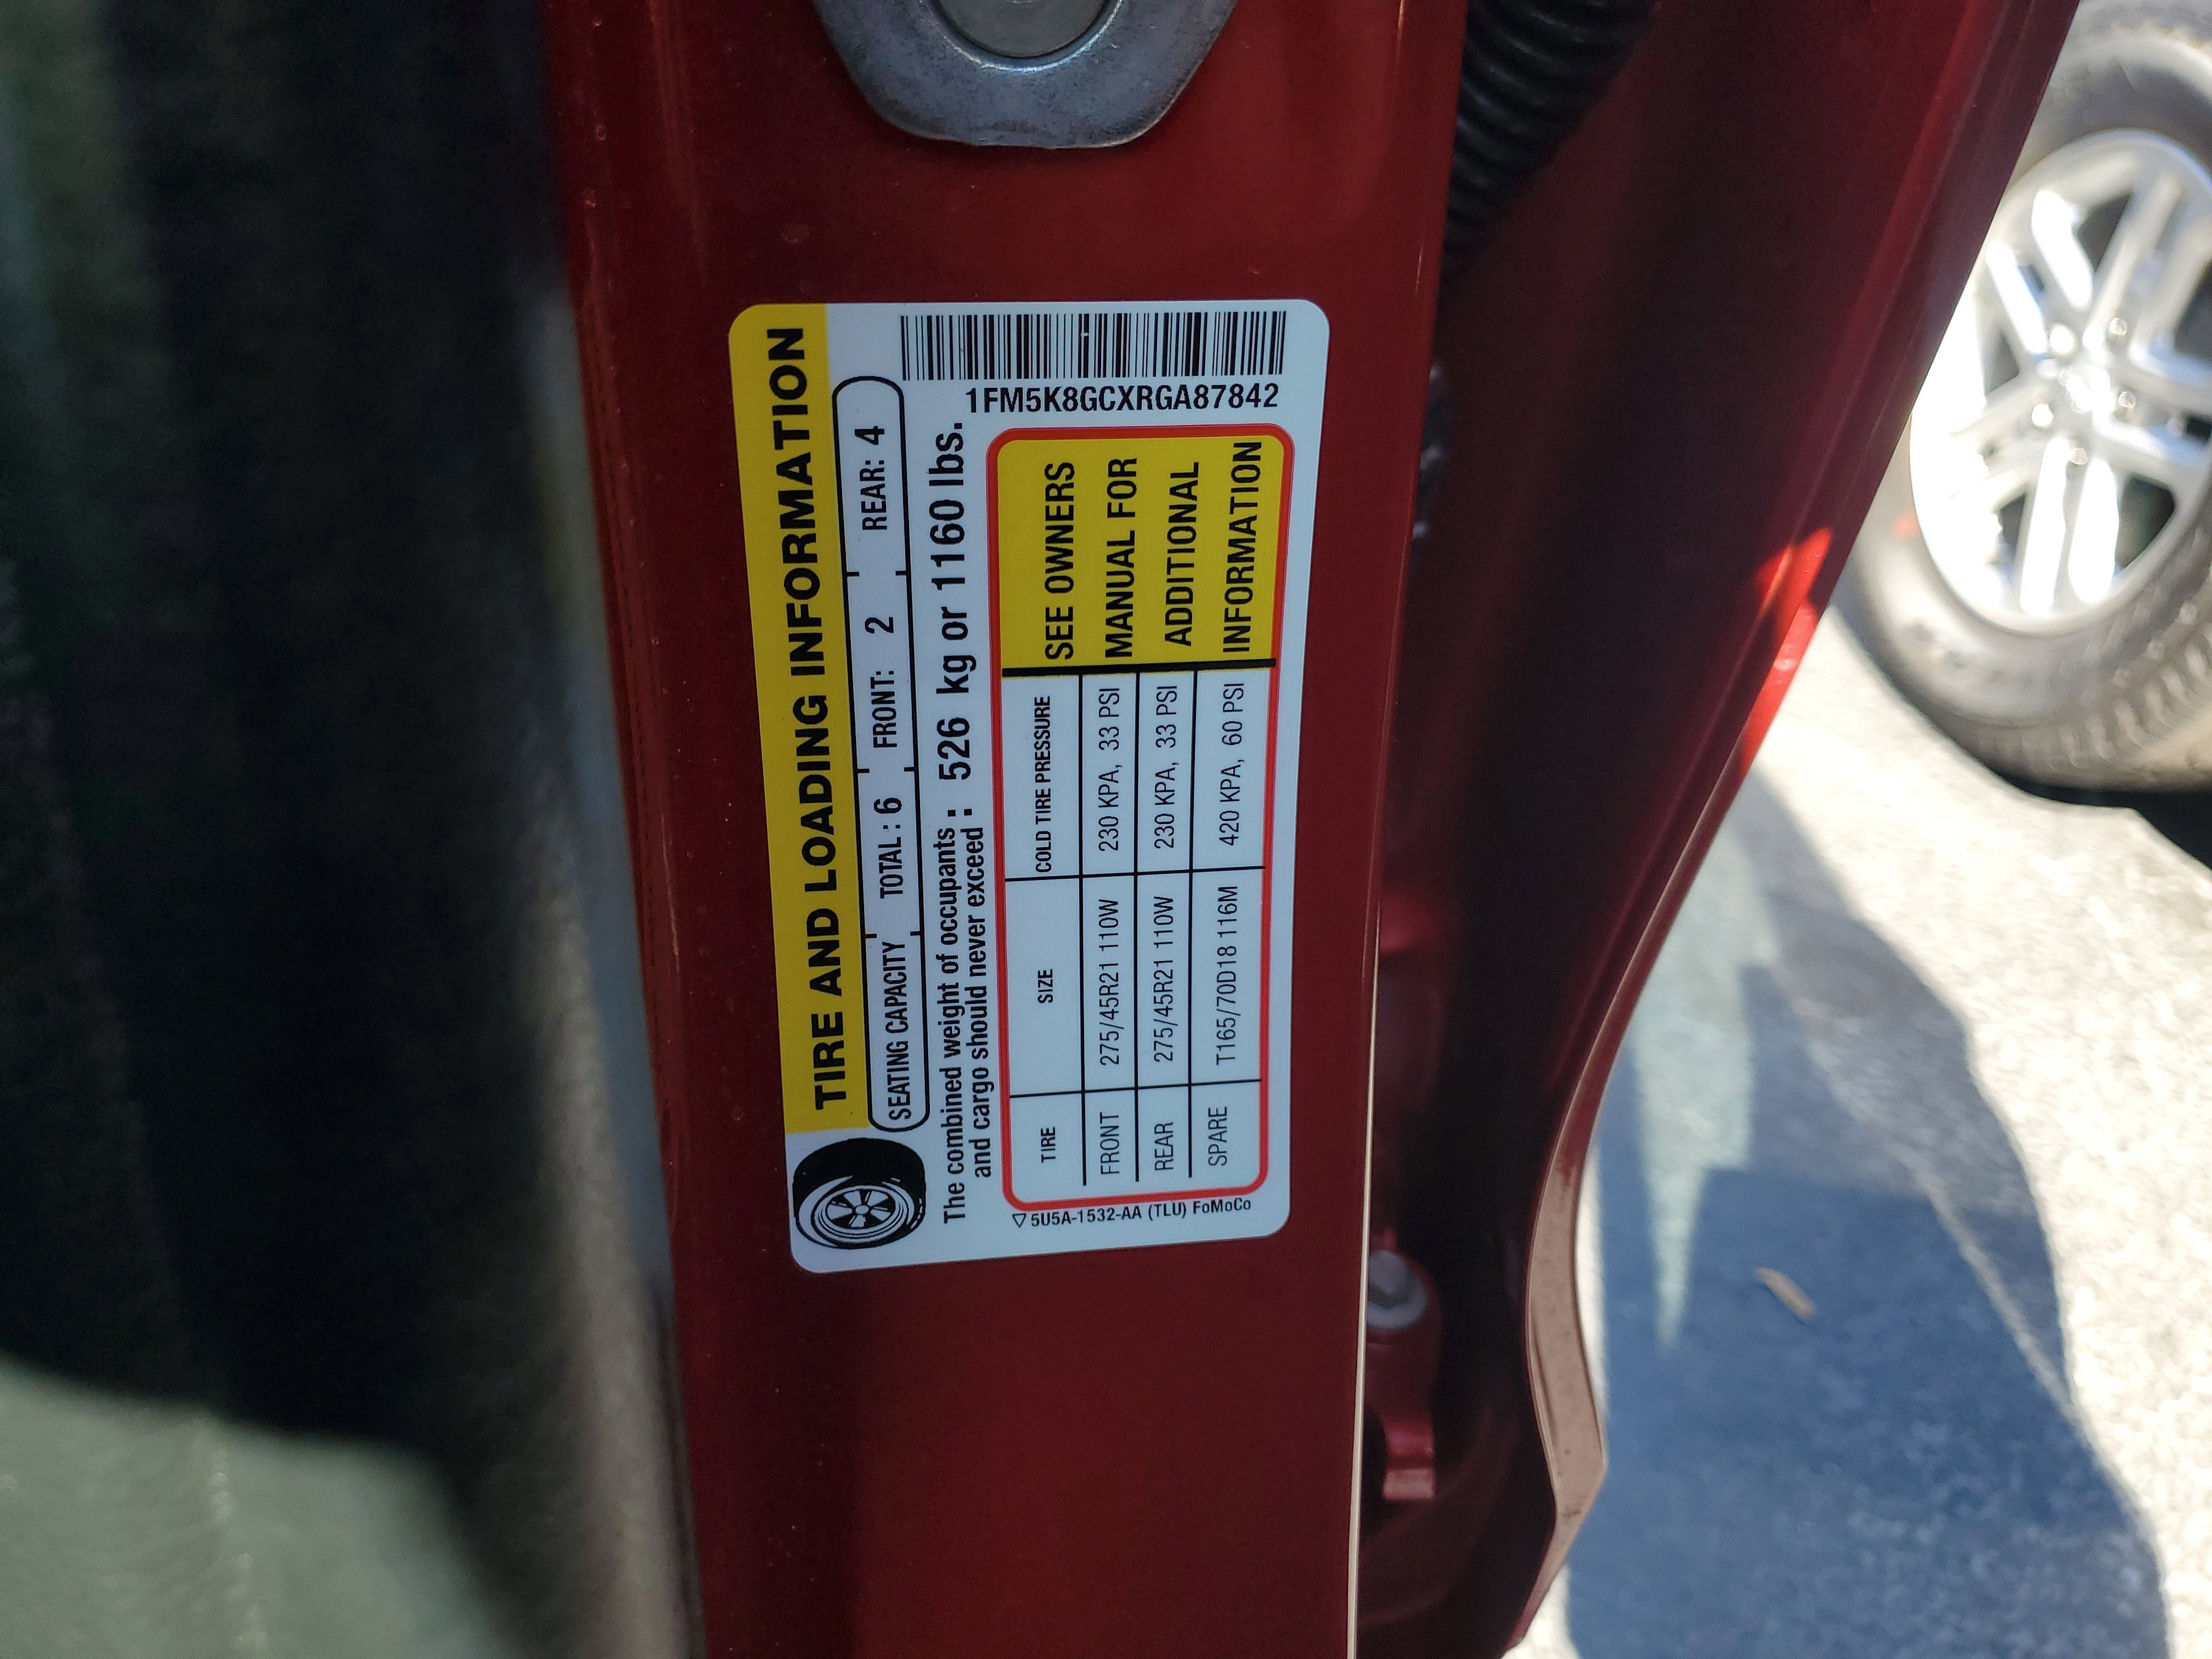 TIRE AND LOADING INFORMATION
SEATING CAPACITY TOTAL : 6 FRONT: 2 REAR: 4
The combined weight of occupants : 526 kg or 1160 lbs.
and cargo should never exceed :
1FM5K8GCXRGA87842
TIRE SIZE COLD TIRE PRESSURE
FRONT 275/45R21 110W 230 KPA, 33 PSI
REAR 275/45R21 110W 230 KPA, 33 PSI
SPARE T165/70D18 116M 420 KPA, 60 PSI
SEE OWNERS
MANUAL FOR
ADDITIONAL
INFORMATION
5U5A-1532-AA (TLU) FoMoCo